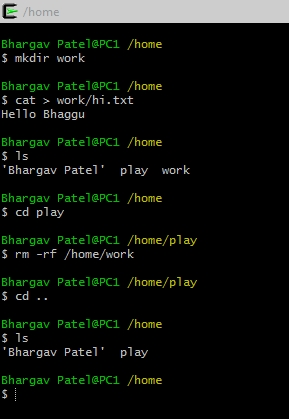 /home
Bhargav Patel@PC1 /home
$ mkdir work
Bhargav Patel@PC1 /home
$ cat > work/hi.txt
Hello Bhaggu
Bhargav Patel@PC1 /home
$ ls
'Bhargav Patel'  play  work
Bhargav Patel@PC1 /home
$ cd play
Bhargav Patel@PC1 /home/play
$ rm -rf /home/work
Bhargav Patel@PC1 /home/play
$ cd ..
Bhargav Patel@PC1 /home
$ ls
'Bhargav Patel'  play
Bhargav Patel@PC1 /home
$